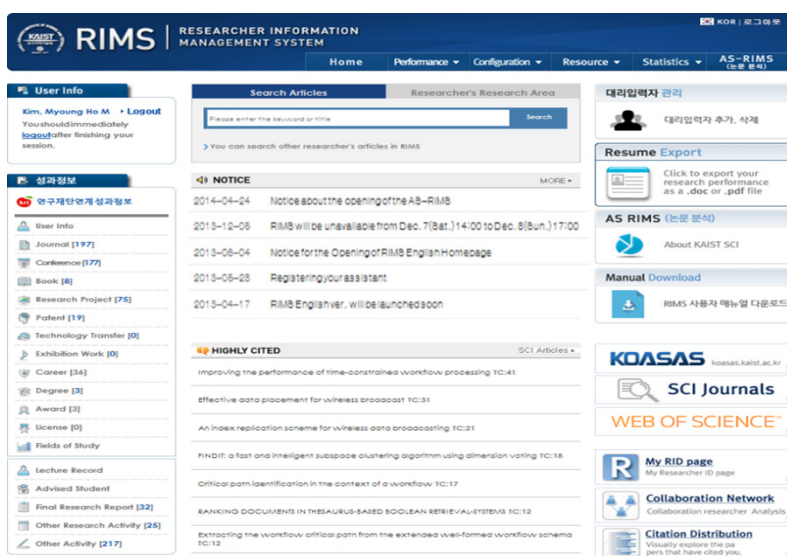 KAIST
RIMS
RESEARCHER INFORMATION
MANAGEMENT SYSTEM
KOR | 로그아웃
Home
Performance
Configuration
Resource
Statistics
AS-RIMS
(논문 분석)
User Info
Kim, Myoung Ho M Logout
You should immediately
logout after finishing your
session.
성과정보
연구재단연계성과정보
User Info
Journal [197]
Conference [177]
Book [8]
Research Project [75]
Patent [19]
Technology Transfer [0]
Exhibition Work [0]
Career [36]
Degree [3]
Award [3]
License [0]
Fields of Study
Lecture Record
Advised Student
Final Research Report [32]
Other Research Activity [25]
Other Activity [217]
Search Articles
Researcher's Research Area
Please enter the keyword or title
Search
You can search other researcher's articles in RIMS
NOTICE
MORE
2014-04-24 Notice about the opening of the AS-RIMS
2013-12-05 RIMS will be unavailable from Dec. 7(Sat.)14:00 to Dec. 8(Sun.)17:00
2013-06-04 Notice for the Opening of RIMS English Homepage
2013-05-28 Registering your assistant
2013-04-17 RIMS English ver. will be launched soon
HIGHLY CITED
SCI Articles
Improving the performance of time-constrained workflow processing TC:41
Effective data placement for wireless broadcast TC:31
An index replication scheme for wireless data broadcasting TC:21
FINDIT: a fast and intelligent subspace clustering algorithm using dimension voting TC:18
Critical path identification in the context of a workflow TC:17
RANKING DOCUMENTS IN THESAURUS-BASED BOOLEAN RETRIEVAL-SYSTEMS TC:12
Extracting the workflow critical path from the extended well-formed workflow schema
TC:12
대리입력자 관리
대리입력자 추가, 삭제
Resume Export
Click to export your
research performance
as a .doc or .pdf file
AS RIMS (논문 분석)
About KAIST SCI
Manual Download
RIMS 사용자 매뉴얼 다운로드
KOASAS koasas.kaist.ac.kr
SCI Journals
WEB OF SCIENCE™
R
My RID page
My Researcher ID page
Collaboration Network
Collaboration researcher Analysis
Citation Distribution
Visually explore the pa
pers that have cited you.